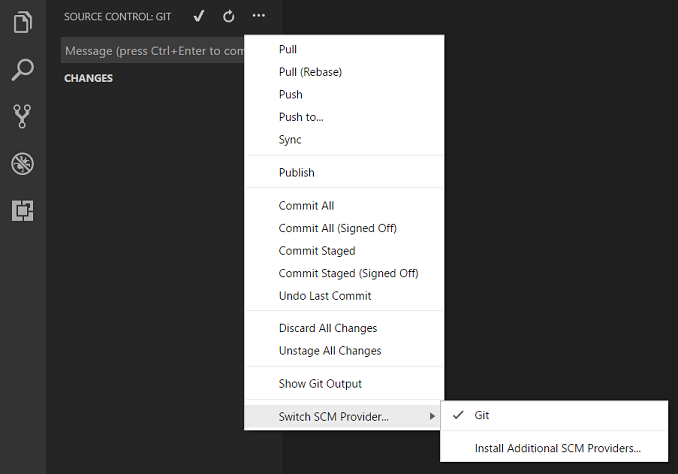 SOURCE CONTROL: GIT
Message (press Ctrl+Enter to com
CHANGES
Pull
Pull (Rebase)
Push
Push to...
Sync
Publish
Commit All
Commit All (Signed Off)
Commit Staged
Commit Staged (Signed Off)
Undo Last Commit
Discard All Changes
Unstage All Changes
Show Git Output
Switch SCM Provider...
Git
Install Additional SCM Providers...